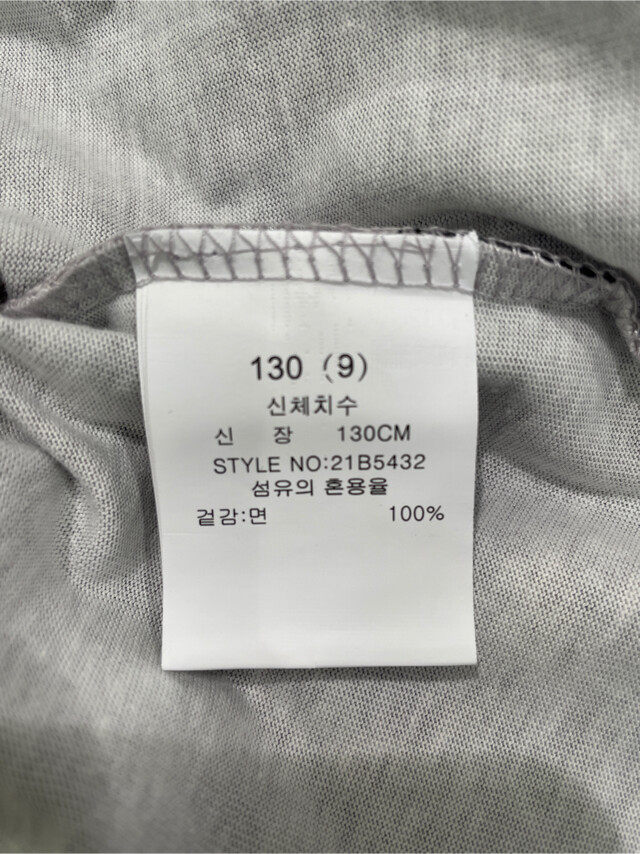 130 (9)
신체치수
신 장 130CM
STYLE NO:21B5432
섬유의 혼용율
겉감:면 100%